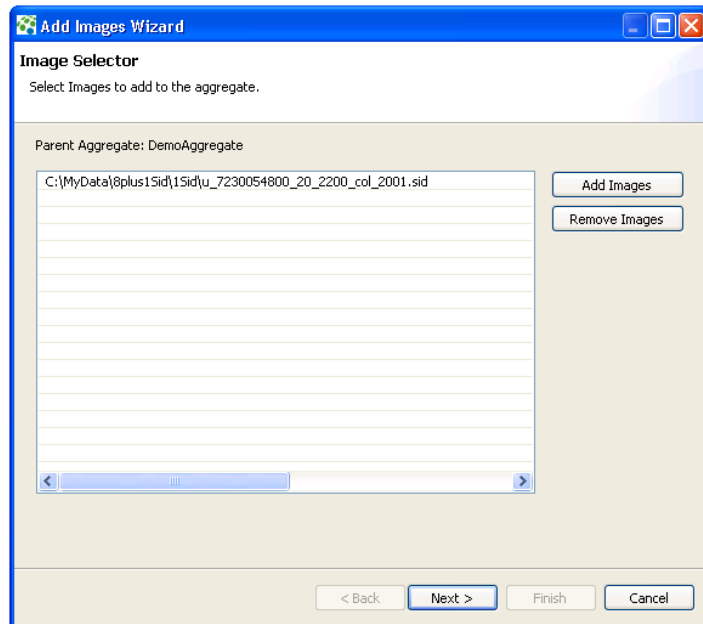 Add Images Wizard
Image Selector
Select Images to add to the aggregate.
Parent Aggregate: DemoAggregate
C:\MyData\8plus1Sid\1Sid\u_7230054800_20_2200_col_2001.sid
Add Images
Remove Images
< Back
Next >
Finish
Cancel